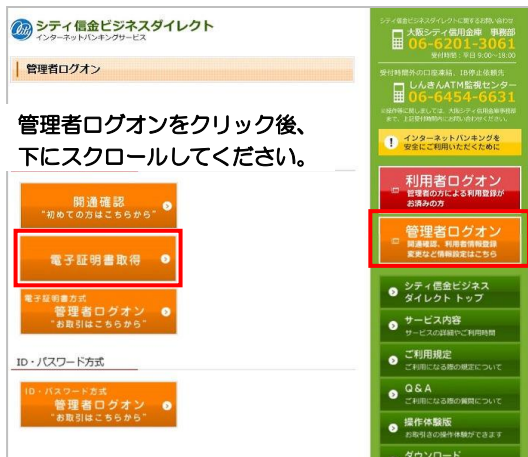 シティ信金ビジネスダイレクト
インターネットバンキングサービス
管理者ログオン
管理者ログオンをクリック後、
下にスクロールしてください。
開通確認
"初めての方はこちらから"
電子証明書取得
電子証明書方式
管理者ログオン
"お取引はこちらから"
ID・パスワード方式
ID・パスワード方式
管理者ログオン
"お取引はこちらから"
シティ信金ビジネスダイレクトに関するお問い合わせ
大阪シティ信用金庫 事務部
06-6201-3061
受付時間：平日 9:00～18:00
受付時間外の口座凍結、IB停止依頼先
しんきんATM監視センター
06-6454-6631
インターネットバンキングを
安全にご利用いただくために
利用者ログオン
管理者の方による利用登録が
お済みの方
管理者ログオン
開通確認、利用者情報登録
変更など情報設定はこちら
シティ信金ビジネス
ダイレクト トップ
サービス内容
サービスの詳細やご利用時間
ご利用規定
ご利用になる際の規定について
Q&A
ご利用になる際の質問について
操作体験版
お取引きの操作体験ができます
ダウンロード